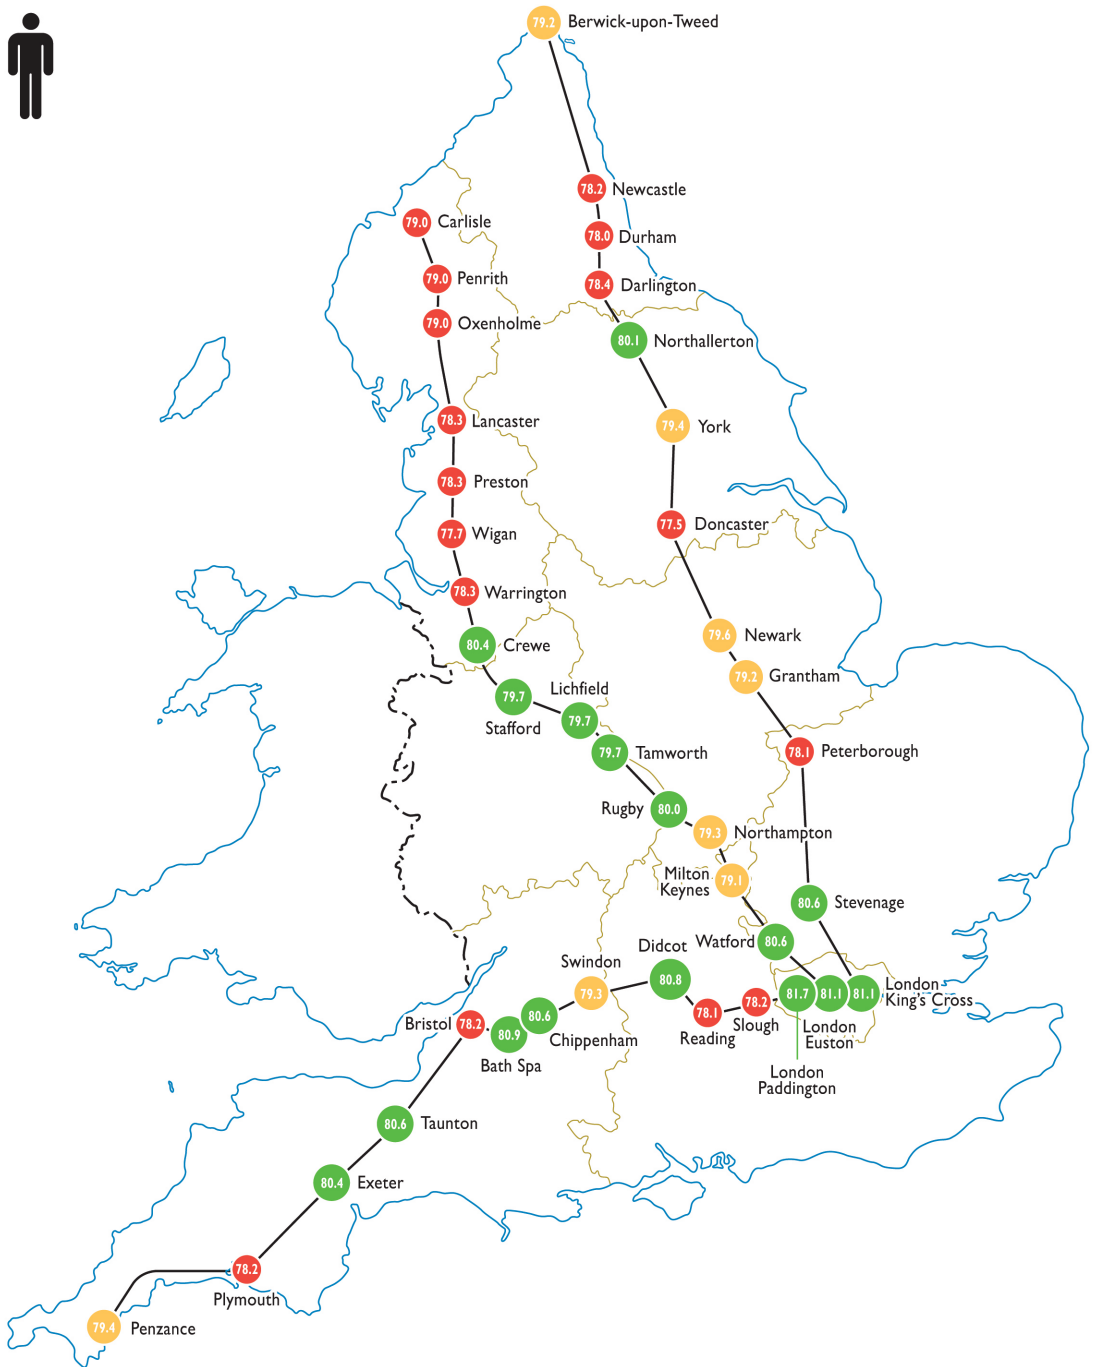 79.2 Berwick-upon-Tweed
78.2 Newcastle
79.0 Carlisle
78.0 Durham
79.0 Penrith
78.4 Darlington
79.0 Oxenholme
80.1 Northallerton
78.3 Lancaster
79.4 York
78.3 Preston
77.5 Doncaster
77.7 Wigan
78.3 Warrington
79.6 Newark
80.4 Crewe
79.2 Grantham
79.7
Stafford
Lichfield
79.7
79.7 Tamworth
78.1 Peterborough
Rugby 80.0
79.3 Northampton
Milton
Keynes
79.1
80.6 Stevenage
Watford 80.6
Didcot
80.8
Swindon
79.3
81.7
81.1
81.1
London
King's Cross
78.2
Slough
78.1
Reading
London
Euston
London
Paddington
80.6
Chippenham
Bristol 78.2
80.9
Bath Spa
80.6 Taunton
80.4 Exeter
78.2
Plymouth
79.4 Penzance